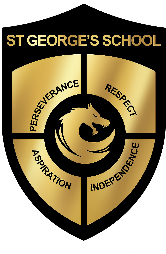 ST GEORGE'S SCHOOL
PERSEVERANCE
RESPECT
ASPIRATION
INDEPENDENCE